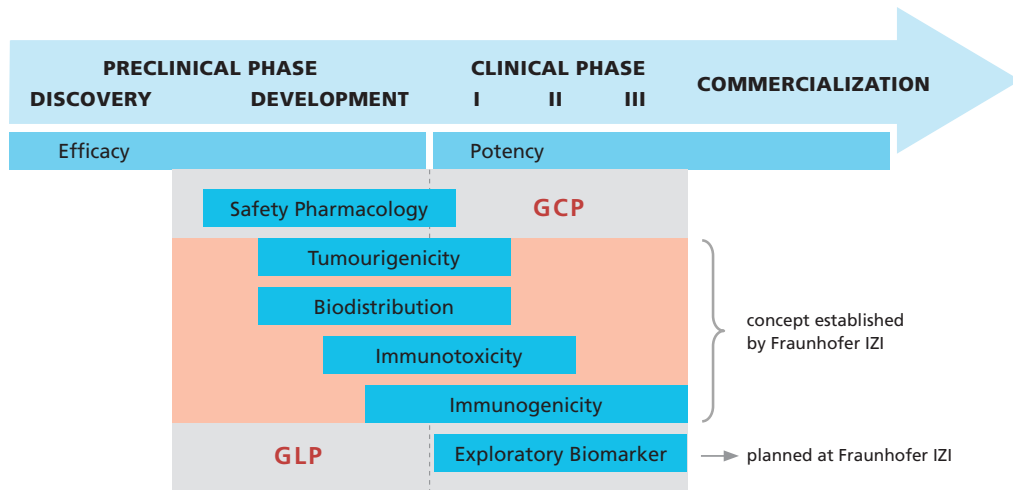 PRECLINICAL PHASE
CLINICAL PHASE
COMMERCIALIZATION
DISCOVERY
DEVELOPMENT
I
II
III
Efficacy
Potency
Safety Pharmacology
GCP
Tumourigenicity
Biodistribution
concept established
by Fraunhofer IZI
Immunotoxicity
Immunogenicity
GLP
Exploratory Biomarker
planned at Fraunhofer IZI